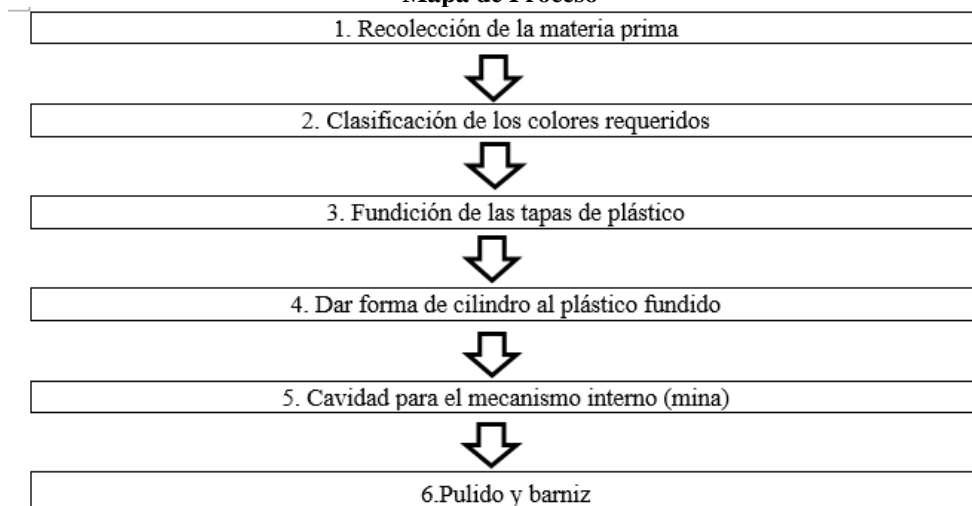 Mapa de Proceso
1. Recolección de la materia prima
2. Clasificación de los colores requeridos
3. Fundición de las tapas de plástico
4. Dar forma de cilindro al plástico fundido
5. Cavidad para el mecanismo interno (mina)
6.Pulido y barniz